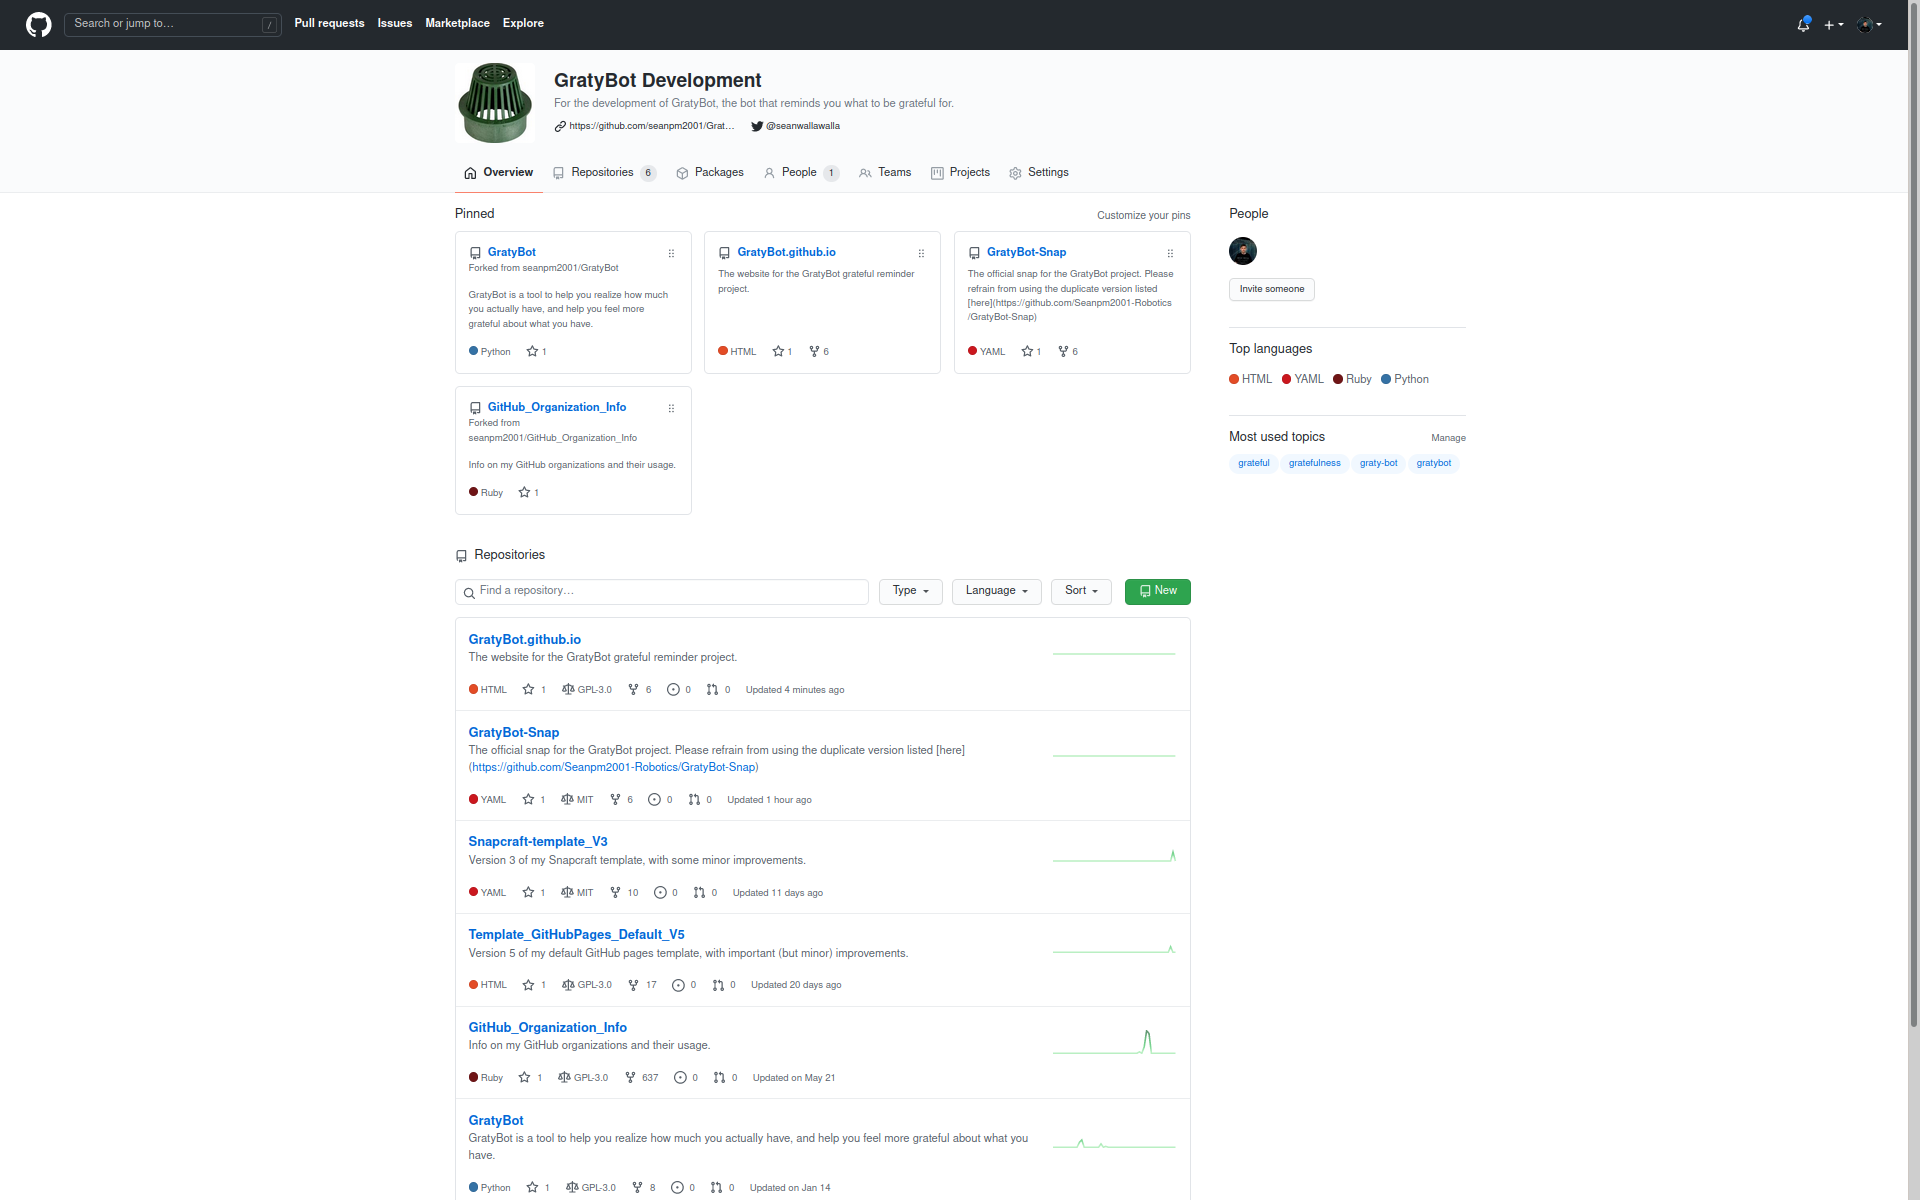 Search or jump to…
/
Pull requests
Issues
Marketplace
Explore
GratyBot Development
For the development of GratyBot, the bot that reminds you what to be grateful for.
https://github.com/seanpm2001/Grat…
@seanwallawalla
Overview
Repositories 6
Packages
People 1
Teams
Projects
Settings
Pinned
Customize your pins
GratyBot
Forked from seanpm2001/GratyBot
GratyBot is a tool to help you realize how much
you actually have, and help you feel more
grateful about what you have.
Python 1
GratyBot.github.io
The website for the GratyBot grateful reminder
project.
HTML 1 6
GratyBot-Snap
The official snap for the GratyBot project. Please
refrain from using the duplicate version listed
[here](https://github.com/Seanpm2001-Robotics
/GratyBot-Snap)
YAML 1 6
GitHub_Organization_Info
Forked from
seanpm2001/GitHub_Organization_Info
Info on my GitHub organizations and their usage.
Ruby 1
People
Invite someone
Top languages
HTML YAML Ruby Python
Most used topics
Manage
grateful gratefulness graty-bot gratybot
Repositories
Find a repository…
Type
Language
Sort
New
GratyBot.github.io
The website for the GratyBot grateful reminder project.
HTML 1 GPL-3.0 6 0 0 Updated 4 minutes ago
GratyBot-Snap
The official snap for the GratyBot project. Please refrain from using the duplicate version listed [here]
(https://github.com/Seanpm2001-Robotics/GratyBot-Snap)
YAML 1 MIT 6 0 0 Updated 1 hour ago
Snapcraft-template_V3
Version 3 of my Snapcraft template, with some minor improvements.
YAML 1 MIT 10 0 0 Updated 11 days ago
Template_GitHubPages_Default_V5
Version 5 of my default GitHub pages template, with important (but minor) improvements.
HTML 1 GPL-3.0 17 0 0 Updated 20 days ago
GitHub_Organization_Info
Info on my GitHub organizations and their usage.
Ruby 1 GPL-3.0 637 0 0 Updated on May 21
GratyBot
GratyBot is a tool to help you realize how much you actually have, and help you feel more grateful about what you
have.
Python 1 GPL-3.0 8 0 0 Updated on Jan 14